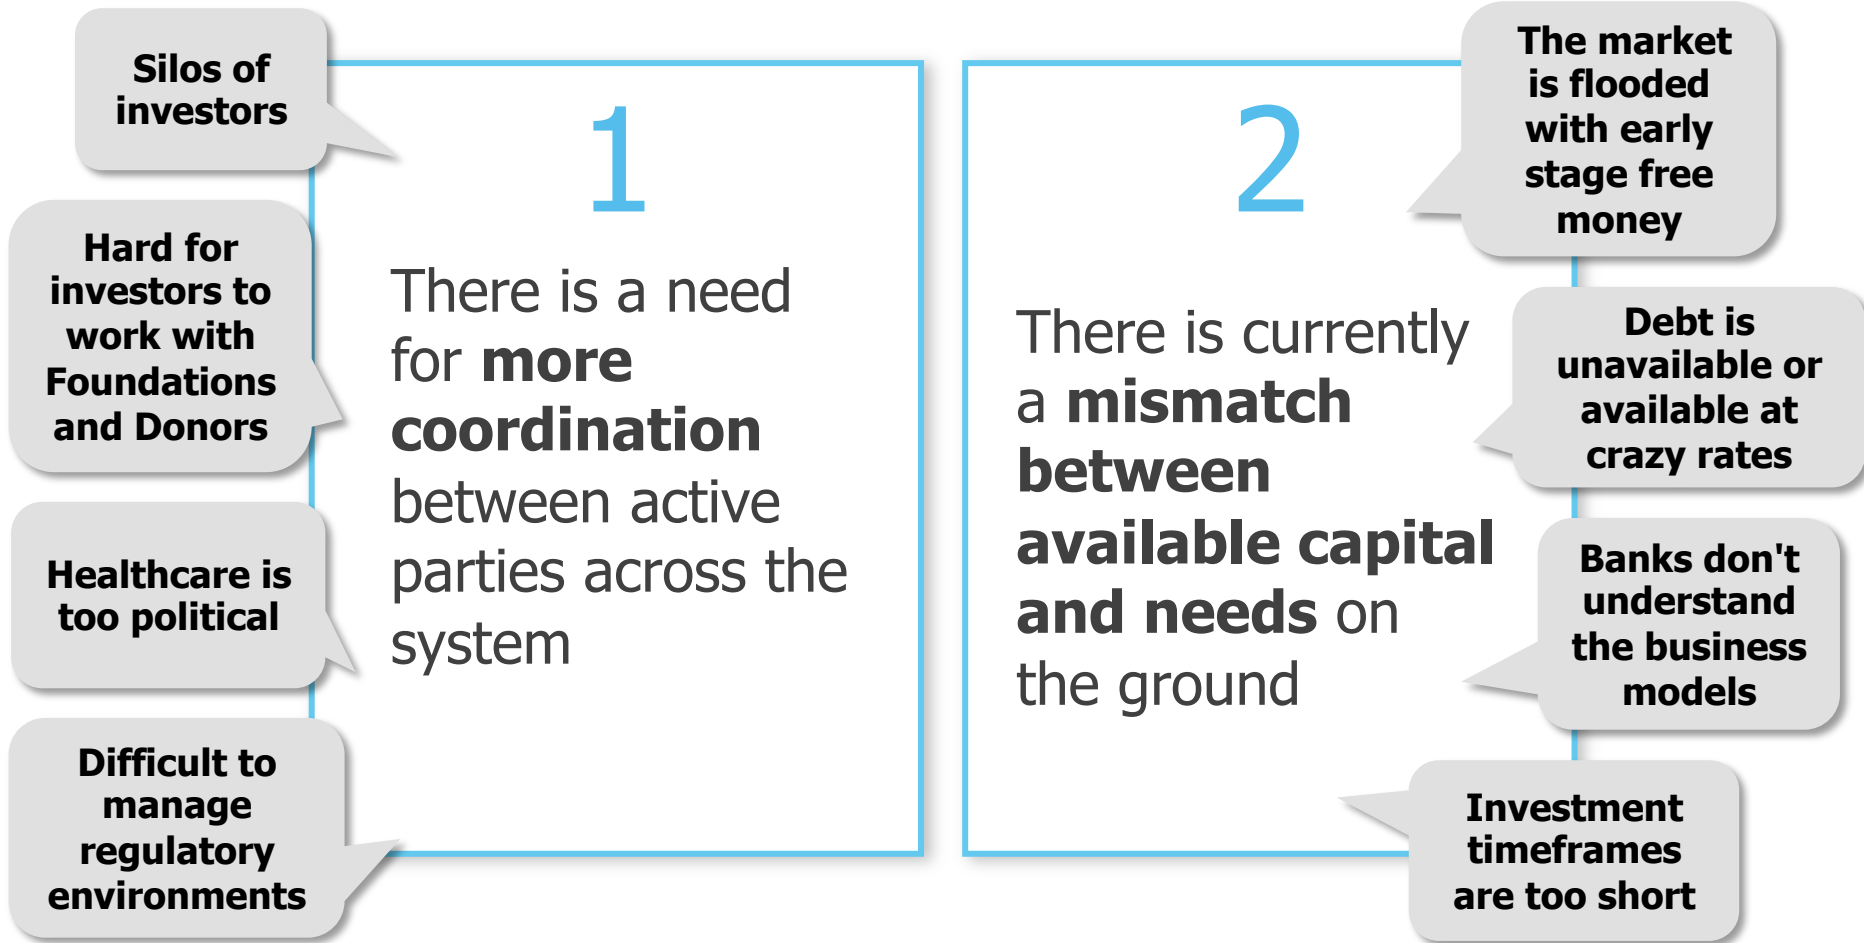 Silos of
investors
Hard for
investors to
work with
Foundations
and Donors
Healthcare is
too political
Difficult to
manage
regulatory
environments
1
There is a need
for more
coordination
between active
parties across the
system
2
There is currently
a mismatch
between
available capital
and needs on
the ground
The market
is flooded
with early
stage free
money
Debt is
unavailable or
available at
crazy rates
Banks don't
understand
the business
models
Investment
timeframes
are too short